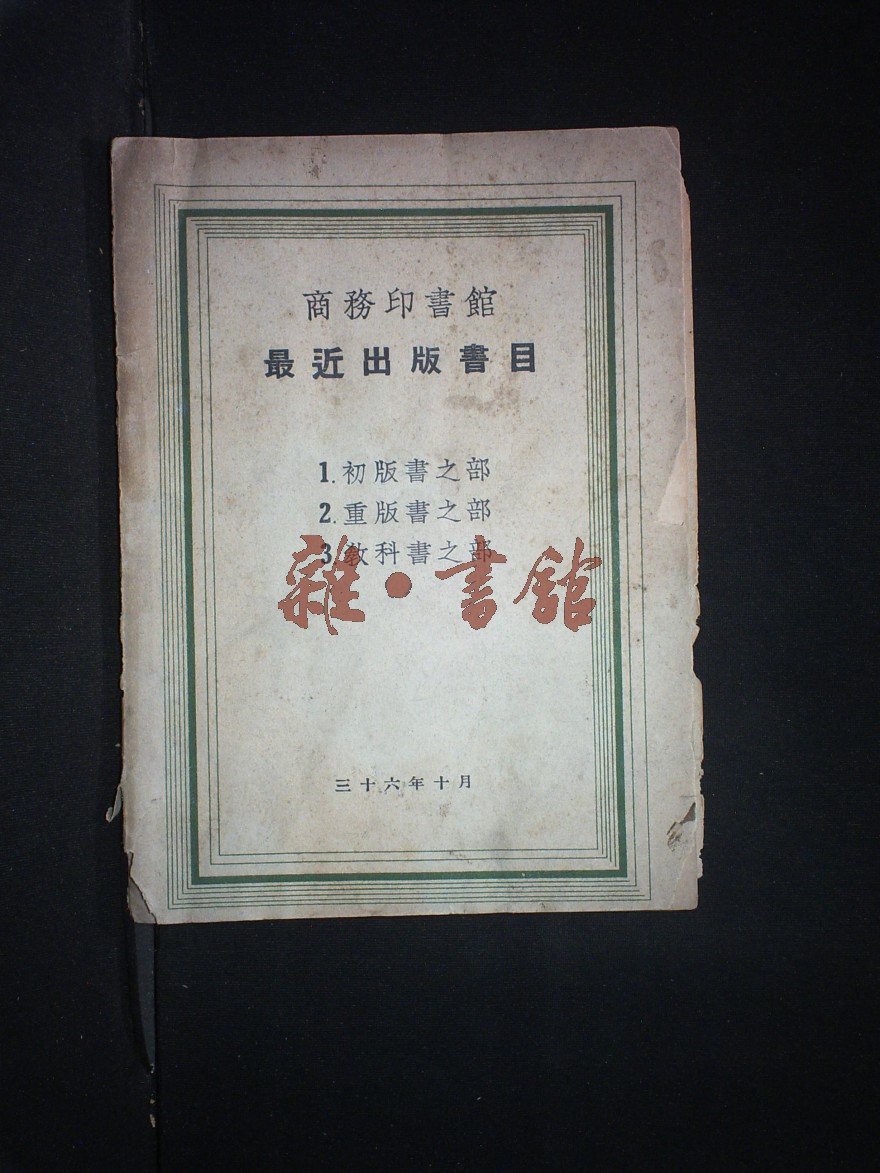 商務印書館
最近出版書目
1. 初版書之部
2. 重版書之部
3. 教科書之部
雜·書館
三十六年十月